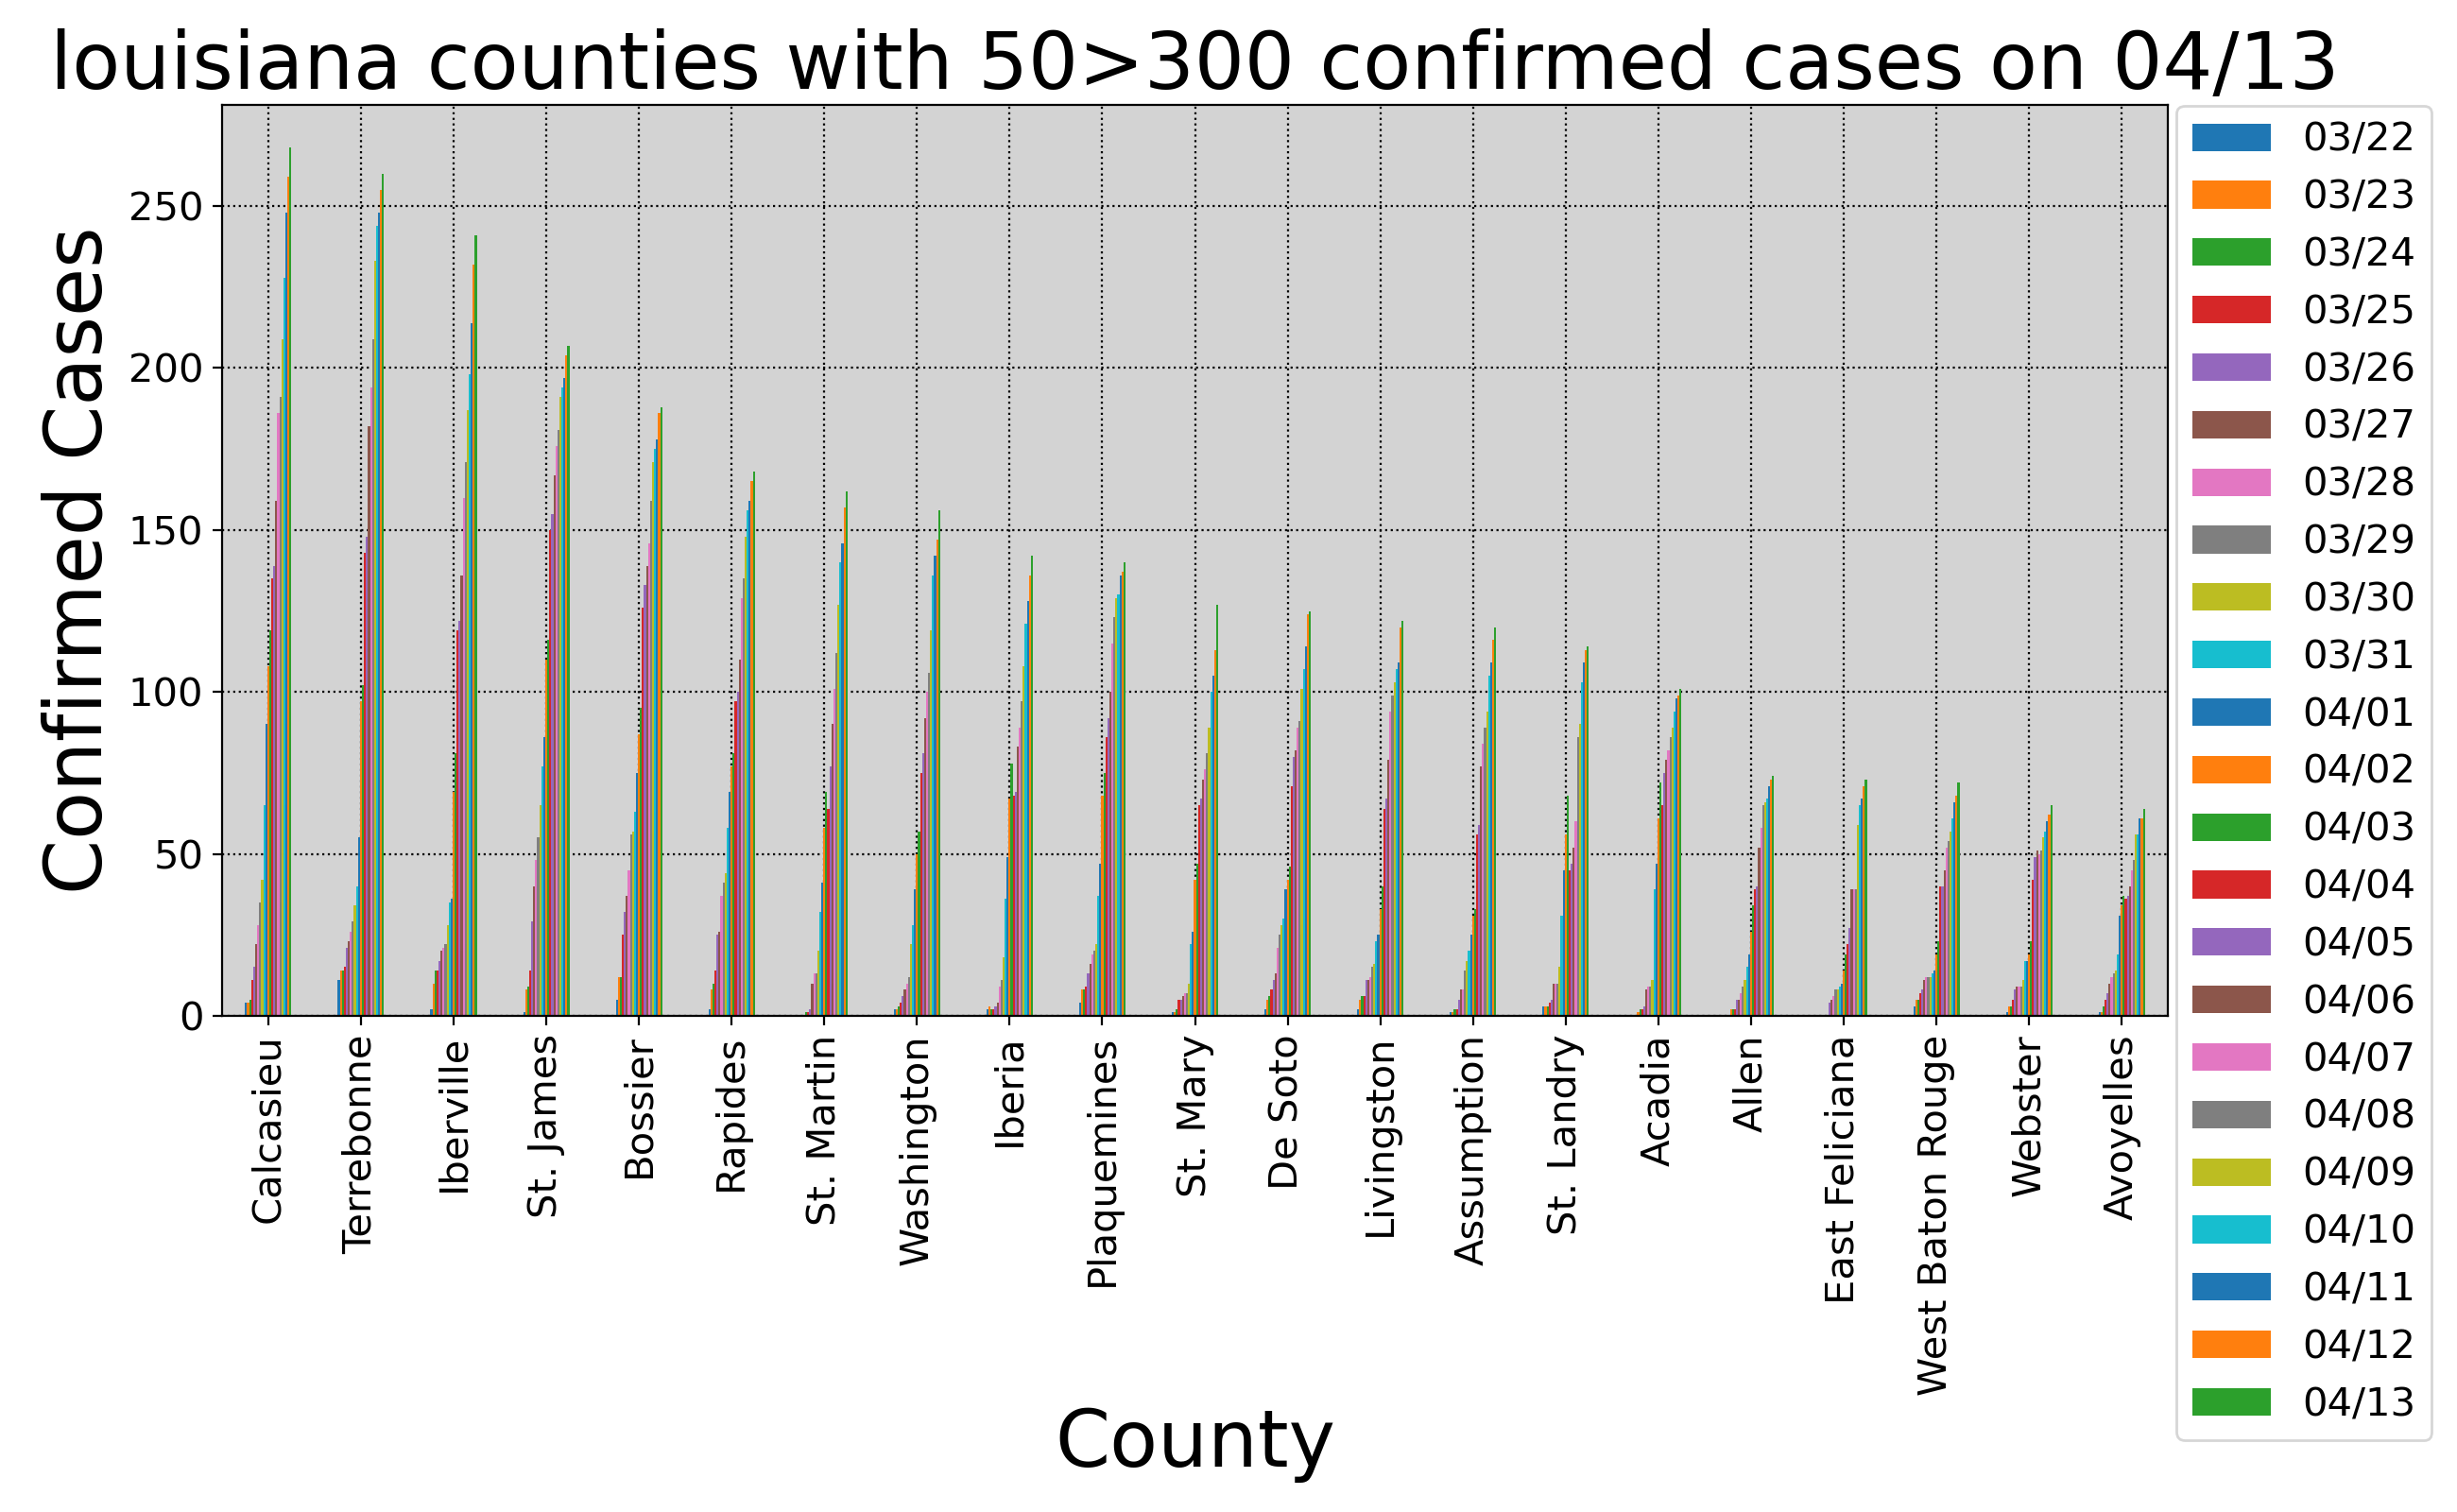 louisiana counties with 50>300 confirmed cases on 04/13
Confirmed Cases
250
200
150
100
50
0
Calcasieu
Terrebonne
Iberville
St. James
Bossier
Rapides
St. Martin
Washington
Iberia
Plaquemines
St. Mary
De Soto
Livingston
Assumption
St. Landry
Acadia
Allen
East Feliciana
West Baton Rouge
Webster
Avoyelles
County
03/22
03/23
03/24
03/25
03/26
03/27
03/28
03/29
03/30
03/31
04/01
04/02
04/03
04/04
04/05
04/06
04/07
04/08
04/09
04/10
04/11
04/12
04/13